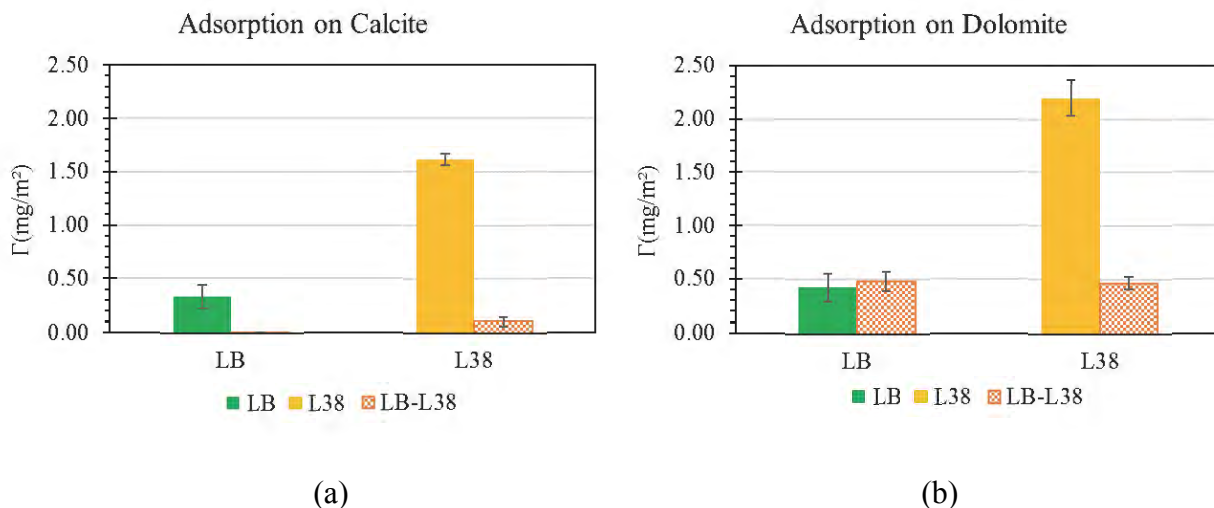 Adsorption on Calcite
2.50
2.00
1.50
1.00
0.50
0.00
Γ(mg/m²)
LB L38
LB L38 LB-L38
(a)
Adsorption on Dolomite
2.50
2.00
1.50
1.00
0.50
0.00
Γ(mg/m²)
LB L38
LB L38 LB-L38
(b)